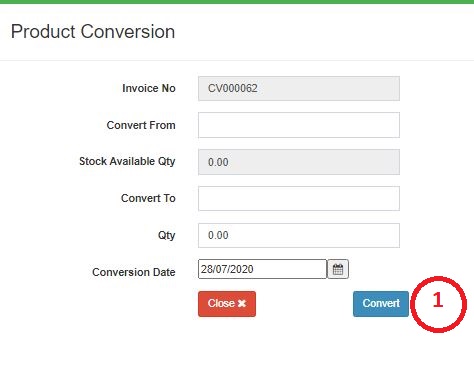 Product Conversion
Invoice No CV000062
Convert From
Stock Available Qty 0.00
Convert To
Qty 0.00
Conversion Date 28/07/2020
Close ✖ Convert 1